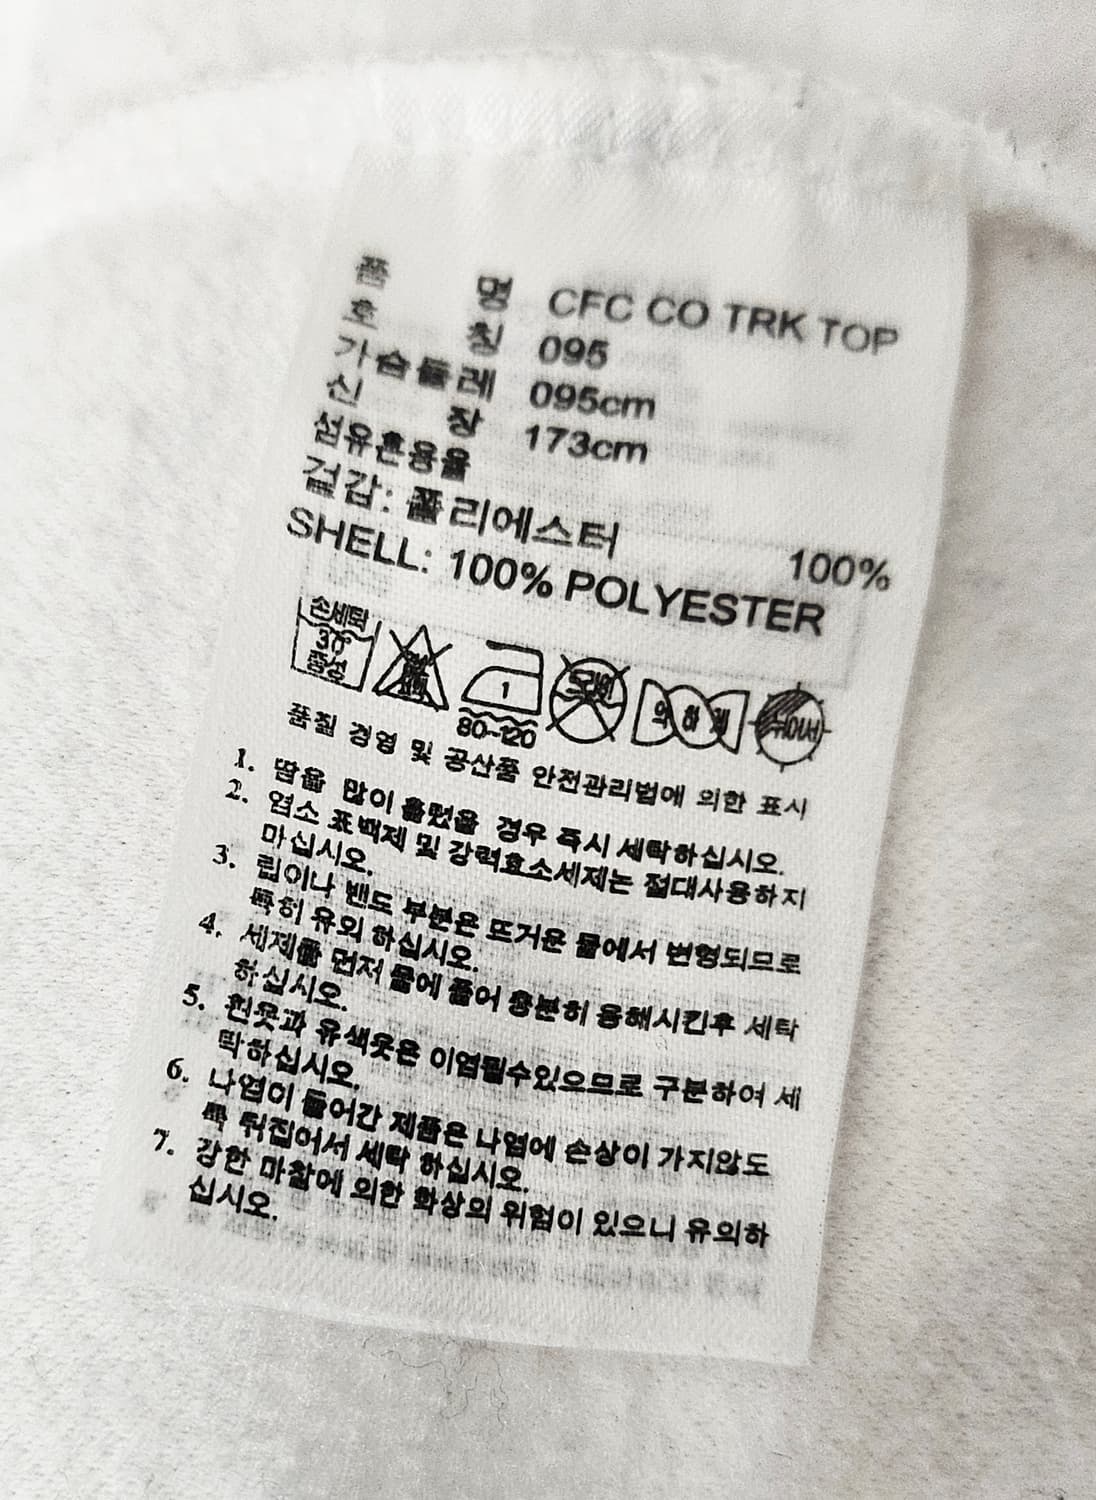 품 명 CFC CO TRK TOP
호 칭 095
가슴둘레 095cm
신 장 173cm
섬유혼용율
겉감: 폴리에스터 100%
SHELL: 100% POLYESTER
손세탁 30° 중성 1 80~120 약하게 뉘어서
품질 경영 및 공산품 안전관리법에 의한 표시
1. 땀을 많이 흘렸을 경우 즉시 세탁하십시오.
2. 염소 표백제 및 강력효소세제는 절대사용하지
마십시오.
3. 립이나 밴드 부분은 뜨거운 물에서 변형되므로
특히 유의 하십시오.
4. 세제를 먼저 물에 풀어 충분히 용해시킨후 세탁
하십시오.
5. 흰옷과 유색옷은 이염될수있으므로 구분하여 세
탁하십시오.
6. 나염이 들어간 제품은 나염에 손상이 가지않도
록 뒤집어서 세탁 하십시오.
7. 강한 마찰에 의한 화상의 위험이 있으니 유의하
십시오.